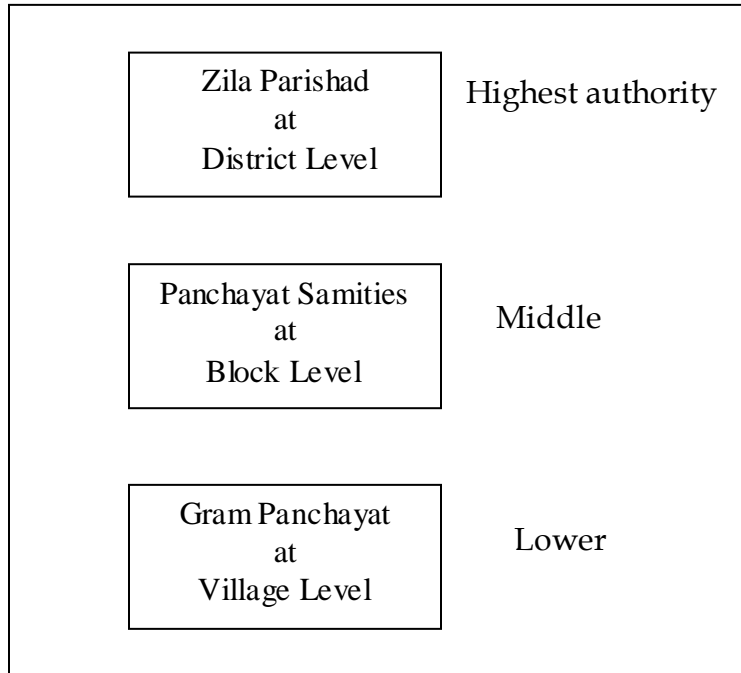 Zila Parishad
at
District Level
Highest authority
Panchayat Samities
at
Block Level
Middle
Gram Panchayat
at
Village Level
Lower